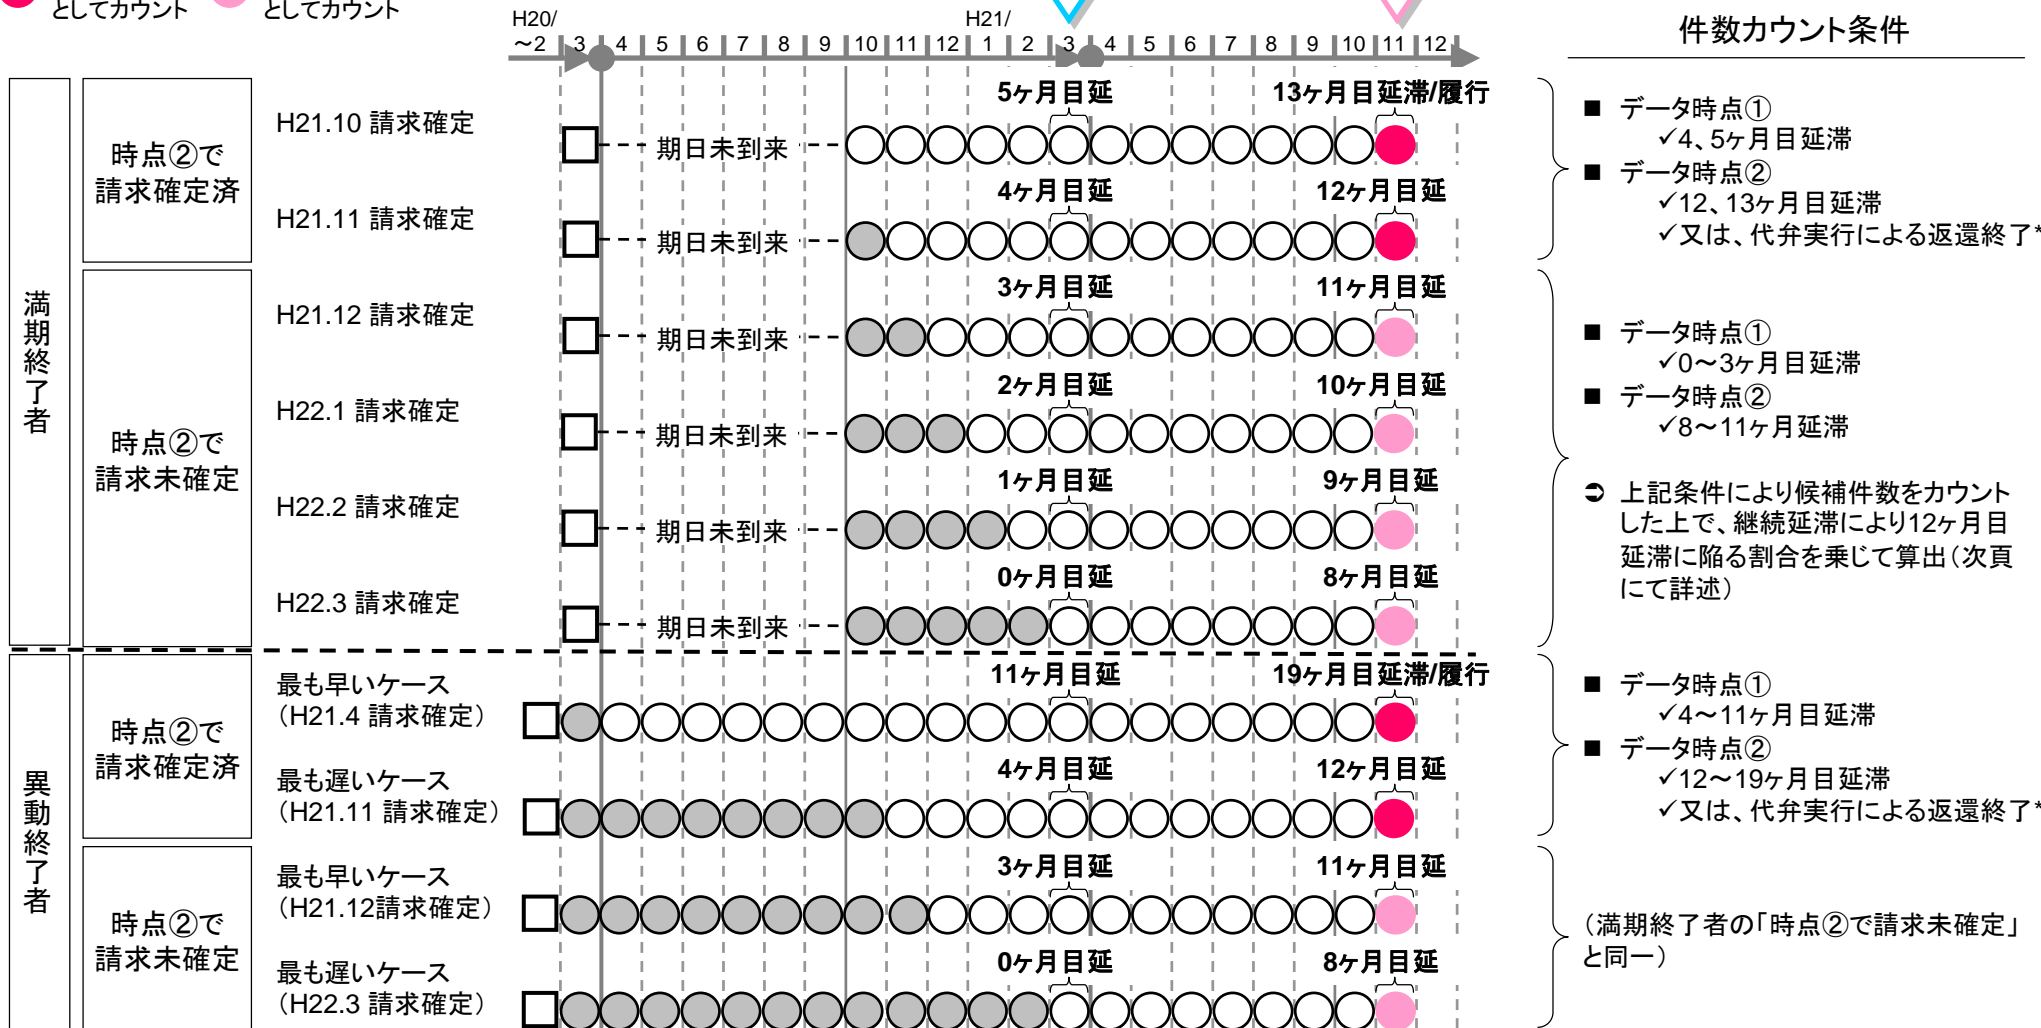 としてカウント
としてカウント
H20/
H21/
～2 3 4 5 6 7 8 9 10 11 12 1 2 3 4 5 6 7 8 9 10 11 12
件数カウント条件
満期終了者
時点②で
請求確定済
H21.10 請求確定
期日未到来
5ヶ月目延
13ヶ月目延滞/履行
H21.11 請求確定
期日未到来
4ヶ月目延
12ヶ月目延
■ データ時点①
✓4、5ヶ月目延滞
■ データ時点②
✓12、13ヶ月目延滞
✓又は、代弁実行による返還終了*
時点②で
請求未確定
H21.12 請求確定
期日未到来
3ヶ月目延
11ヶ月目延
H22.1 請求確定
期日未到来
2ヶ月目延
10ヶ月目延
H22.2 請求確定
期日未到来
1ヶ月目延
9ヶ月目延
H22.3 請求確定
期日未到来
0ヶ月目延
8ヶ月目延
■ データ時点①
✓0～3ヶ月目延滞
■ データ時点②
✓8～11ヶ月延滞
➲ 上記条件により候補件数をカウント
した上で、継続延滞により12ヶ月目
延滞に陥る割合を乗じて算出（次頁
にて詳述）
異動終了者
時点②で
請求確定済
最も早いケース
（H21.4 請求確定）
11ヶ月目延
19ヶ月目延滞/履行
最も遅いケース
（H21.11 請求確定）
4ヶ月目延
12ヶ月目延
■ データ時点①
✓4～11ヶ月目延滞
■ データ時点②
✓12～19ヶ月目延滞
✓又は、代弁実行による返還終了*
時点②で
請求未確定
最も早いケース
（H21.12請求確定）
3ヶ月目延
11ヶ月目延
最も遅いケース
（H22.3 請求確定）
0ヶ月目延
8ヶ月目延
（満期終了者の「時点②で請求未確定」
と同一）